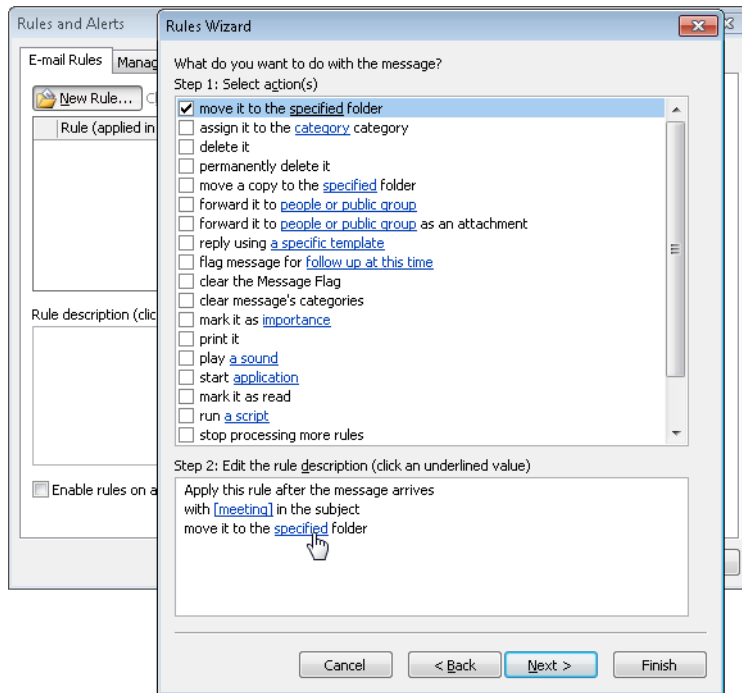 Rules and Alerts
E-mail Rules
Manag
New Rule...
Rule (applied in
Rule description (clic
Enable rules on a
Rules Wizard
What do you want to do with the message?
Step 1: Select action(s)
move it to the specified folder
assign it to the category category
delete it
permanently delete it
move a copy to the specified folder
forward it to people or public group
forward it to people or public group as an attachment
reply using a specific template
flag message for follow up at this time
clear the Message Flag
clear message's categories
mark it as importance
print it
play a sound
start application
mark it as read
run a script
stop processing more rules
Step 2: Edit the rule description (click an underlined value)
Apply this rule after the message arrives
with [meeting] in the subject
move it to the specified folder
Cancel
< Back
Next >
Finish